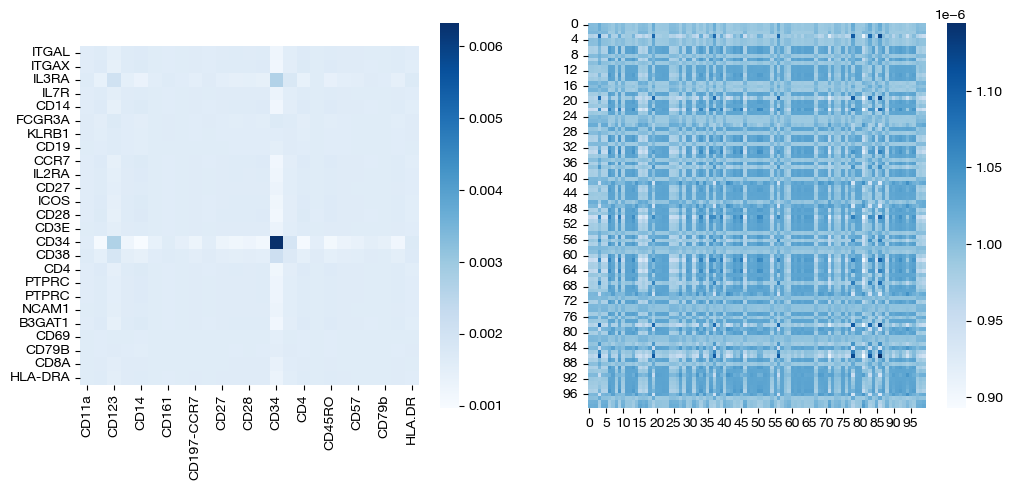 ITGAL
ITGAX
IL3RA
IL7R
CD14
FCGR3A
KLRB1
CD19
CCR7
IL2RA
CD27
ICOS
CD28
CD3E
CD34
CD38
CD4
PTPRC
PTPRC
NCAM1
B3GAT1
CD69
CD79B
CD8A
HLA-DRA
CD11a
CD123
CD14
CD161
CD197-CCR7
CD27
CD28
CD34
CD4
CD45RO
CD57
CD79b
HLA.DR
0.006
0.005
0.004
0.003
0.002
0.001
0
4
8
12
16
20
24
28
32
36
40
44
48
52
56
60
64
68
72
76
80
84
88
92
96
0 5 10 15 20 25 30 35 40 45 50 55 60 65 70 75 80 85 90 95
1e−6
1.10
1.05
1.00
0.95
0.90